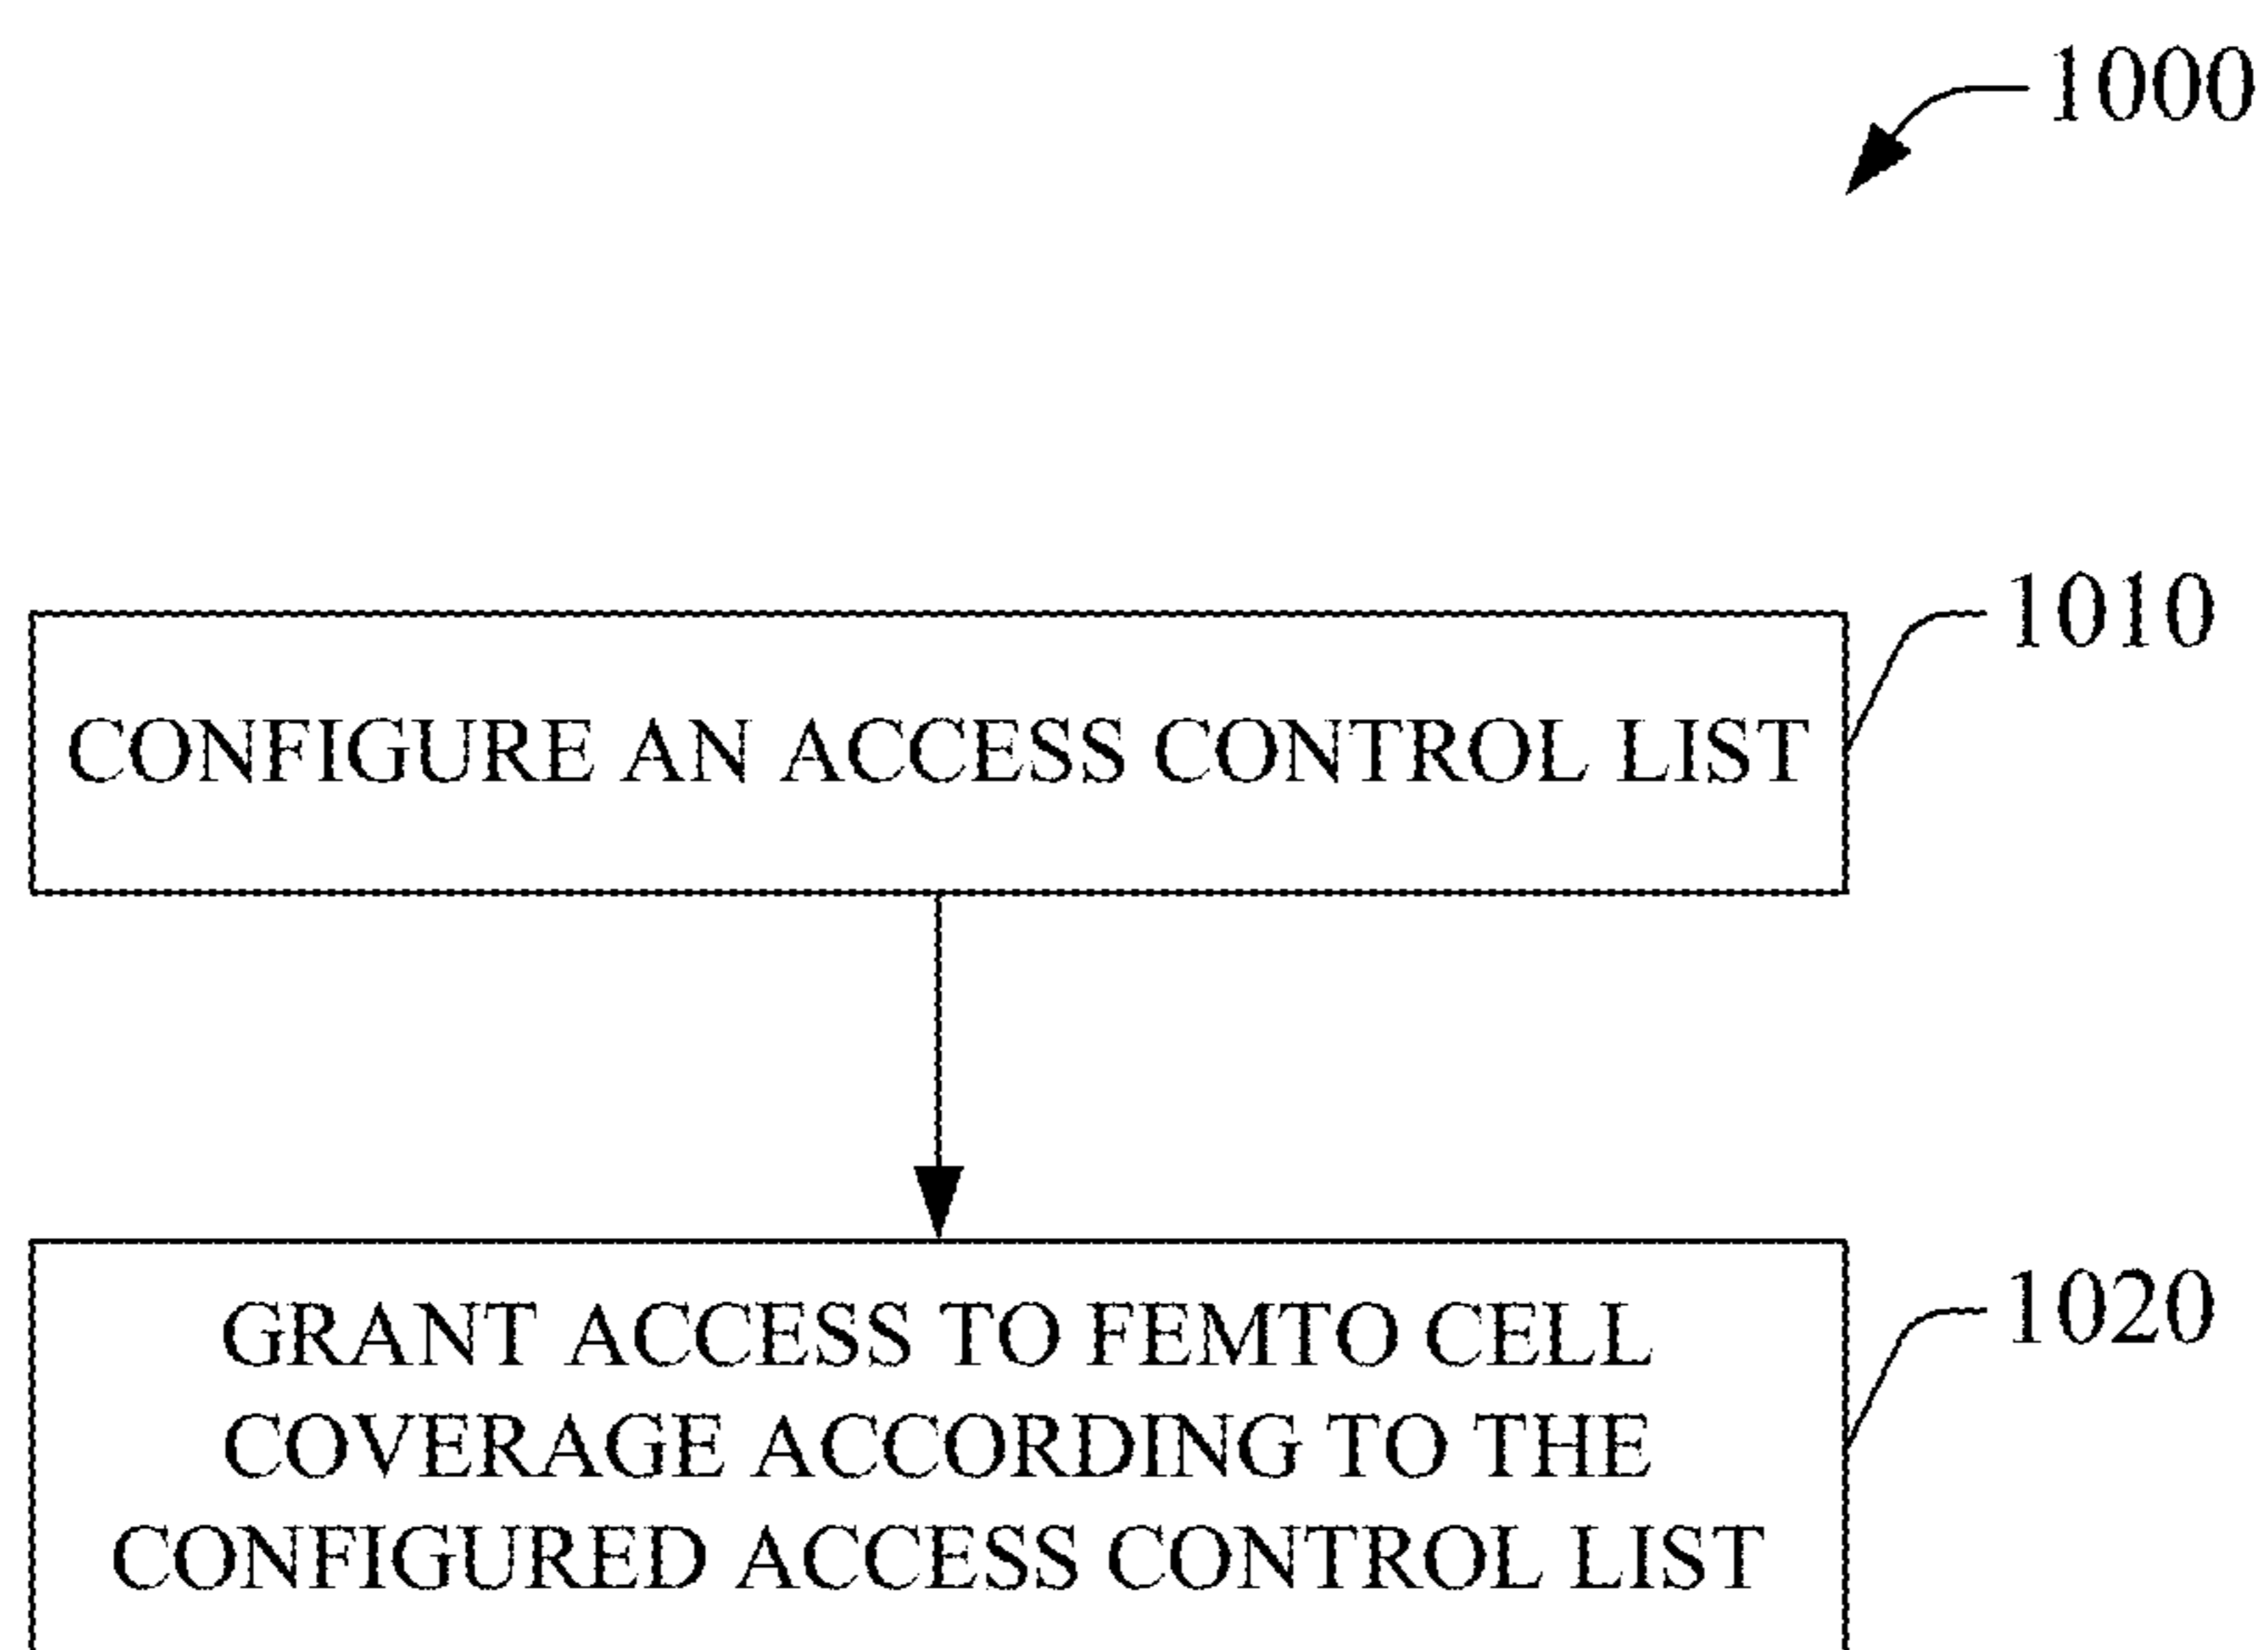 1000
1010
CONFIGURE AN ACCESS CONTROL LIST
1020
GRANT ACCESS TO FEMTO CELL
COVERAGE ACCORDING TO THE
CONFIGURED ACCESS CONTROL LIST